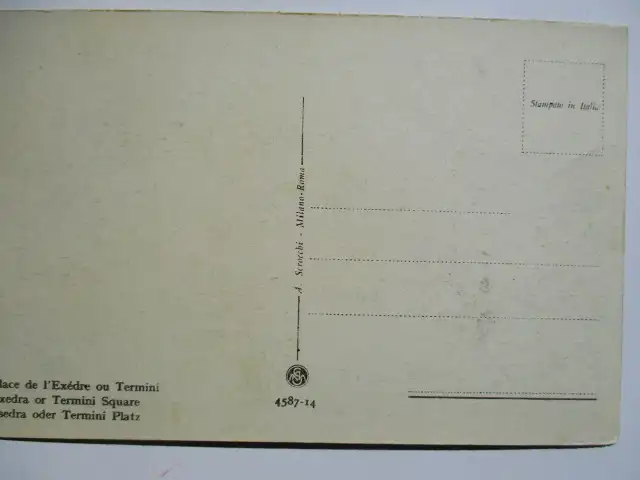 Stampato in Italia
A. Scrocchi - Milano-Roma
lace de l'Exédre ou Termini
xedra or Termini Square
sedra oder Termini Platz
4587-14